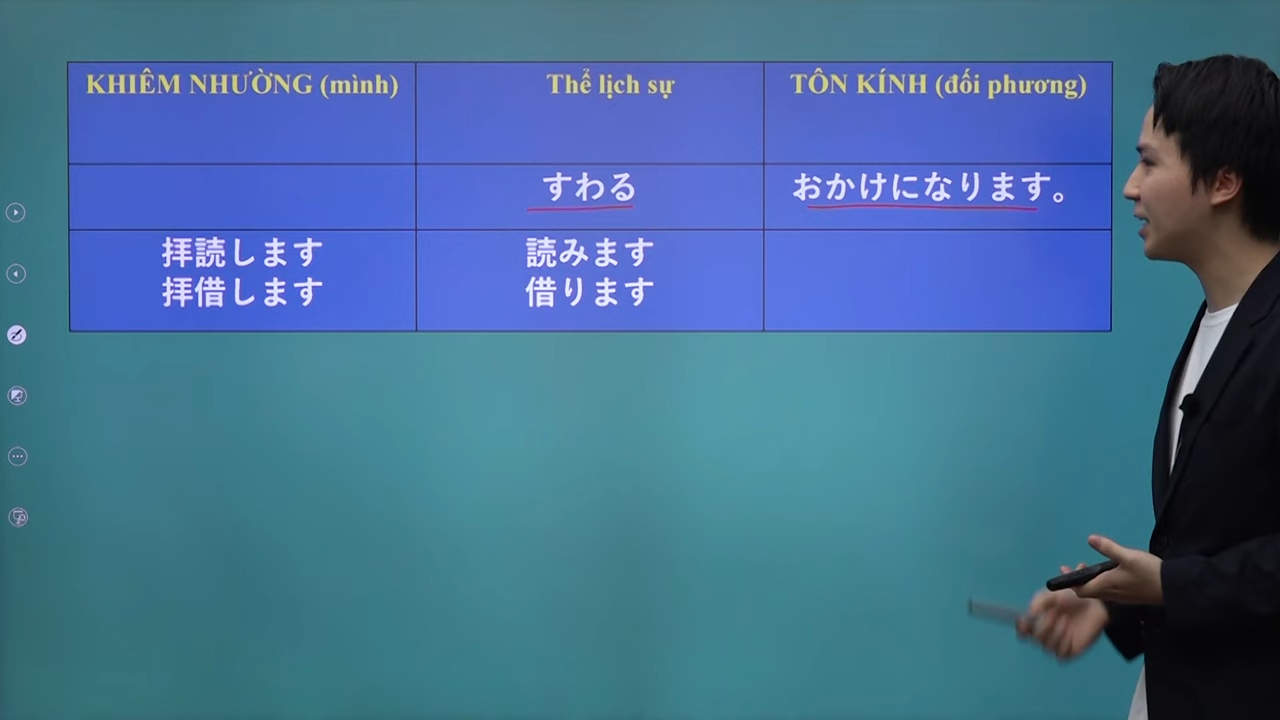 KHIÊM NHƯỜNG (mình)
Thể lịch sự
TÔN KÍNH (đối phương)
すわる
おかけになります。
拝読します
読みます
拝借します
借ります